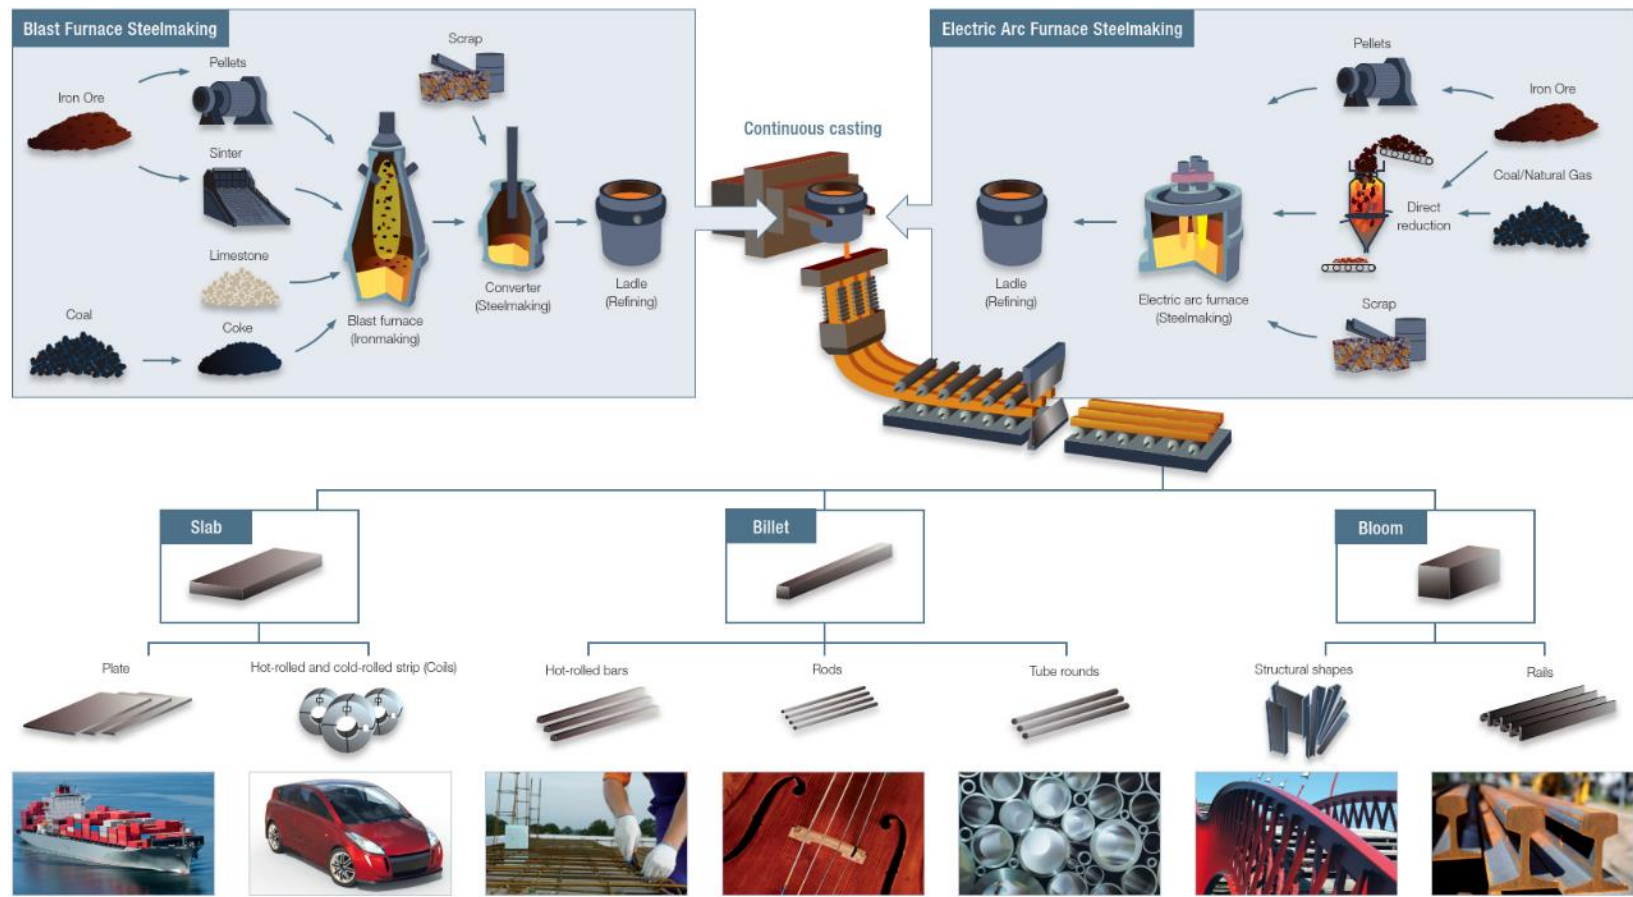 Blast Furnace Steelmaking
Iron Ore
Pellets
Sinter
Limestone
Coal
Coke
Scrap
Blast furnace
(Ironmaking)
Converter
(Steelmaking)
Ladle
(Refining)
Continuous casting
Electric Arc Furnace Steelmaking
Pellets
Iron Ore
Coal/Natural Gas
Direct
reduction
Ladle
(Refining)
Electric arc furnace
(Steelmaking)
Scrap
Slab
Billet
Bloom
Plate
Hot-rolled and cold-rolled strip (Coils)
Hot-rolled bars
Rods
Tube rounds
Structural shapes
Rails